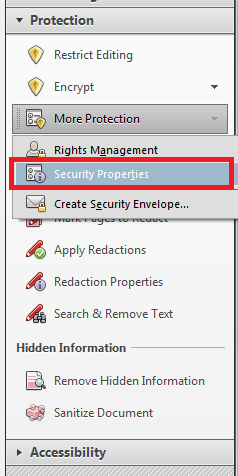 Protection
Restrict Editing
Encrypt
More Protection
Rights Management
Security Properties
Create Security Envelope...
Mark Pages to Redact
Apply Redactions
Redaction Properties
Search & Remove Text
Hidden Information
Remove Hidden Information
Sanitize Document
Accessibility